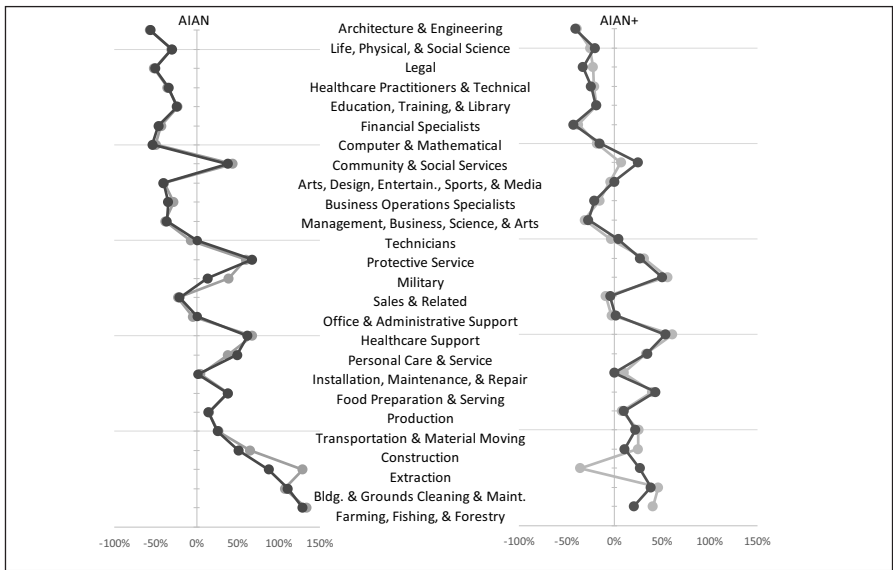 AIAN
AIAN+
Architecture & Engineering
Life, Physical, & Social Science
Legal
Healthcare Practitioners & Technical
Education, Training, & Library
Financial Specialists
Computer & Mathematical
Community & Social Services
Arts, Design, Entertain., Sports, & Media
Business Operations Specialists
Management, Business, Science, & Arts
Technicians
Protective Service
Military
Sales & Related
Office & Administrative Support
Healthcare Support
Personal Care & Service
Installation, Maintenance, & Repair
Food Preparation & Serving
Production
Transportation & Material Moving
Construction
Extraction
Bldg. & Grounds Cleaning & Maint.
Farming, Fishing, & Forestry
-100% -50% 0% 50% 100% 150%
-100% -50% 0% 50% 100% 150%